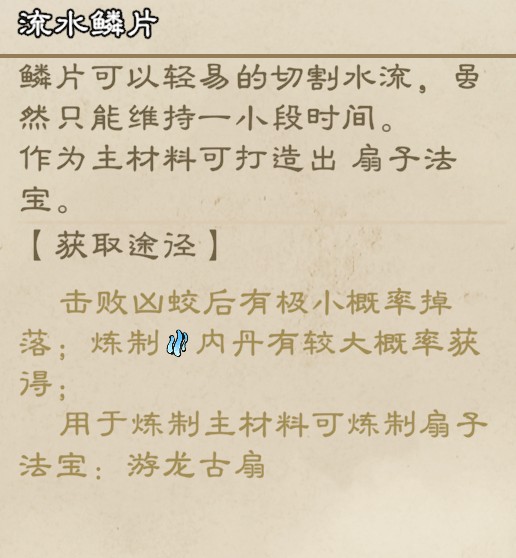 流水鳞片
鳞片可以轻易的切割水流，虽
然只能维持一小段时间。
作为主材料可打造出 扇子法
宝。
【获取途径】
击败凶蛟后有极小概率掉
落；炼制内丹有较大概率获
得；
用于炼制主材料可炼制扇子
法宝：游龙古扇